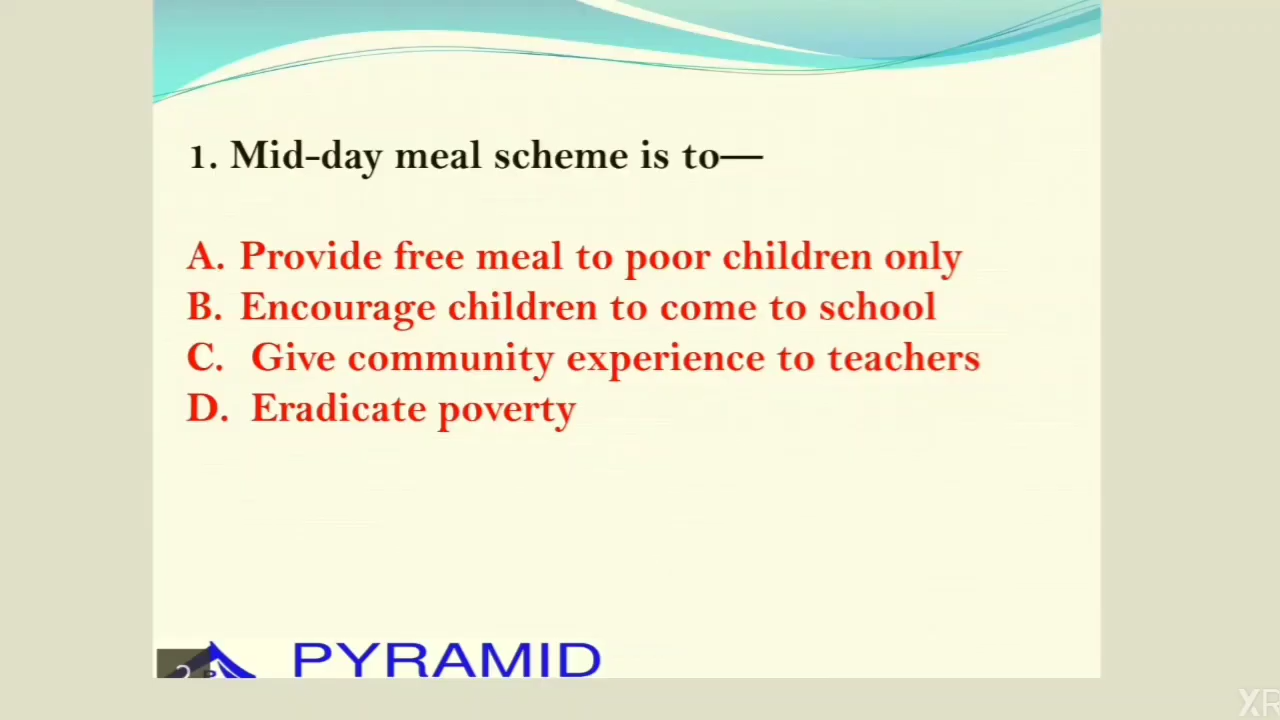 1. Mid-day meal scheme is to—
A. Provide free meal to poor children only
B. Encourage children to come to school
C. Give community experience to teachers
D. Eradicate poverty
PYRAMID